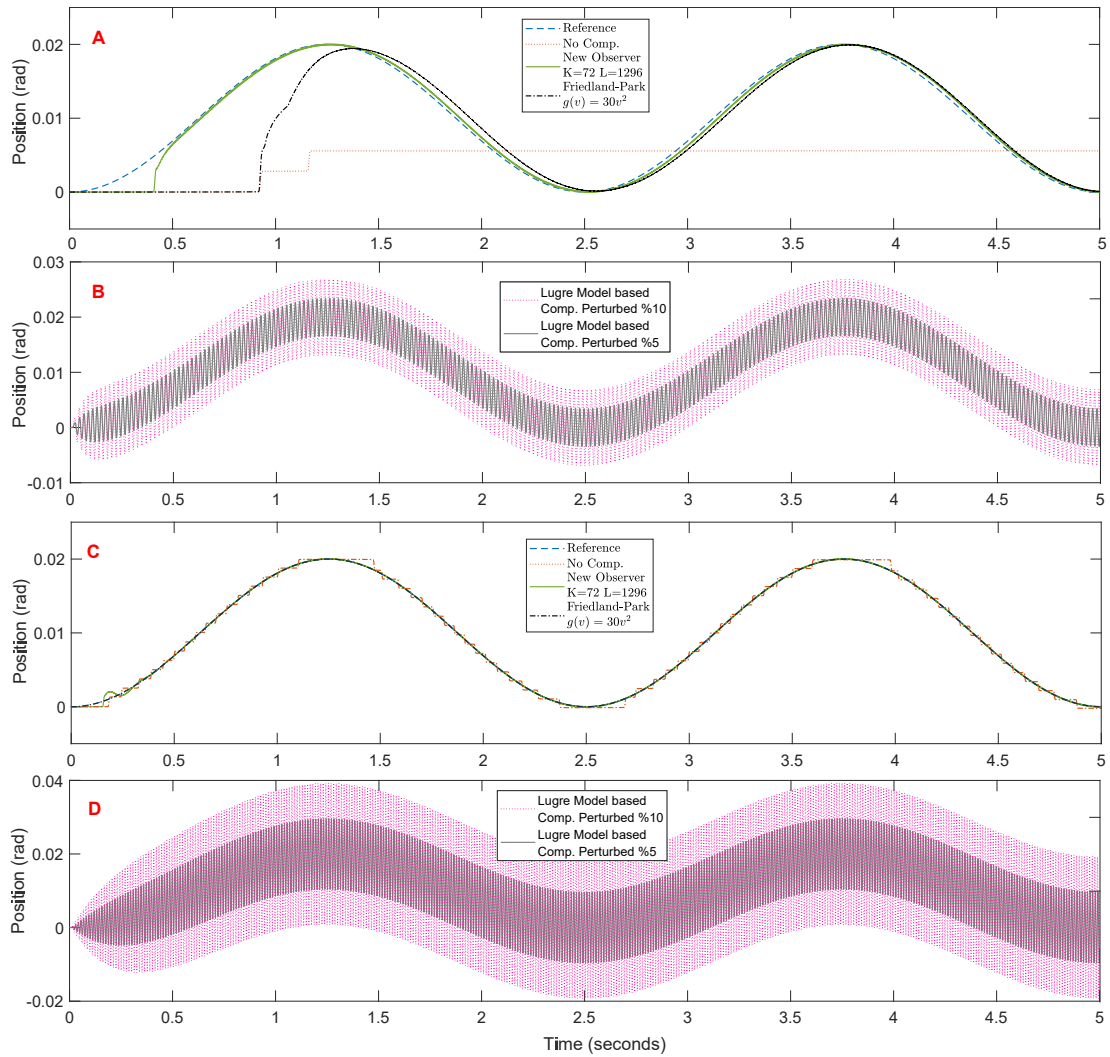 A
Reference
No Comp.
New Observer
K=72 L=1296
Friedland-Park
g(v) = 30v²
Position (rad)
0.02
0.01
0
0 0.5 1 1.5 2 2.5 3 3.5 4 4.5 5
B
Lugre Model based
Comp. Perturbed %10
Lugre Model based
Comp. Perturbed %5
Position (rad)
0.03
0.02
0.01
0
-0.01
0 0.5 1 1.5 2 2.5 3 3.5 4 4.5 5
C
Reference
No Comp.
New Observer
K=72 L=1296
Friedland-Park
g(v) = 30v²
Position (rad)
0.02
0.01
0
0 0.5 1 1.5 2 2.5 3 3.5 4 4.5 5
D
Lugre Model based
Comp. Perturbed %10
Lugre Model based
Comp. Perturbed %5
Position (rad)
0.04
0.02
0
-0.02
0 0.5 1 1.5 2 2.5 3 3.5 4 4.5 5
Time (seconds)